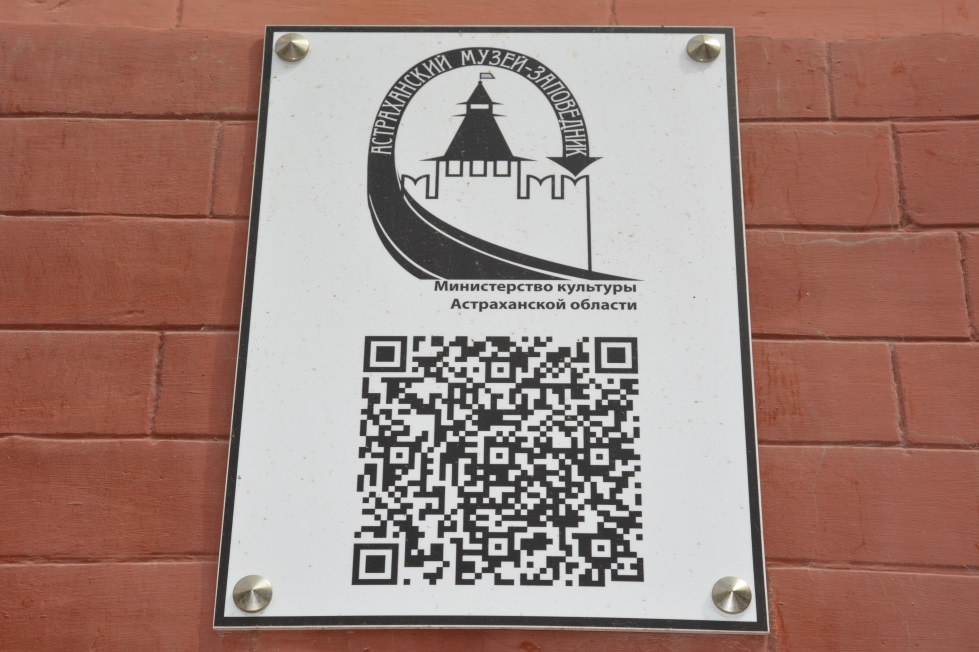 АСТРАХАНСКИЙ МУЗЕЙ-ЗАПОВЕДНИК
Министерство культуры
Астраханской области